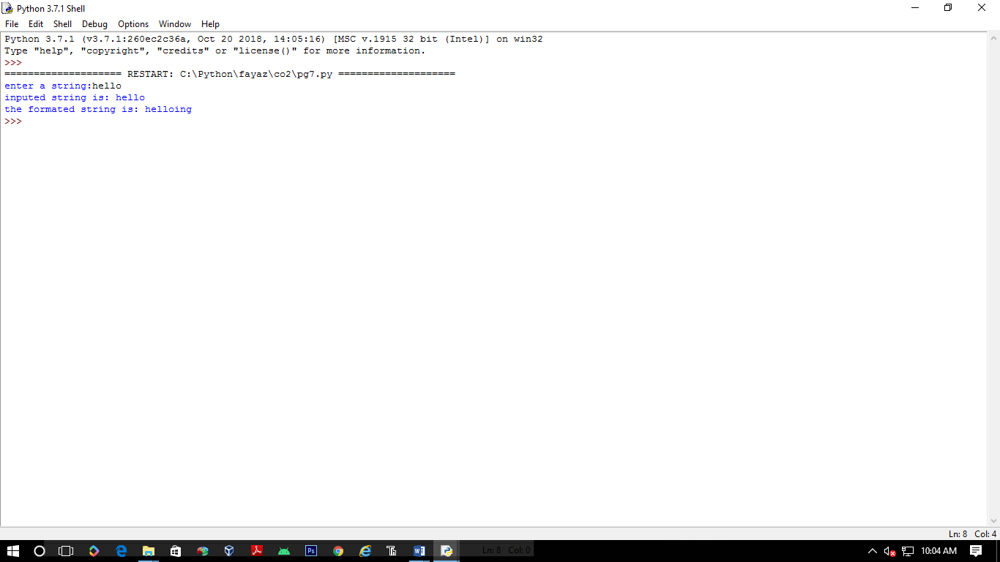 Python 3.7.1 Shell
File Edit Shell Debug Options Window Help
Python 3.7.1 (v3.7.1:260ec2c36a, Oct 20 2018, 14:05:16) [MSC v.1915 32 bit (Intel)] on win32
Type "help", "copyright", "credits" or "license()" for more information.
>>>
==================== RESTART: C:\Python\fayaz\co2\pg7.py ====================
enter a string:hello
inputed string is: hello
the formated string is: helloing
>>>
Ln: 8 Col: 4
Ps
Ln: 8 Col: 0
10:04 AM